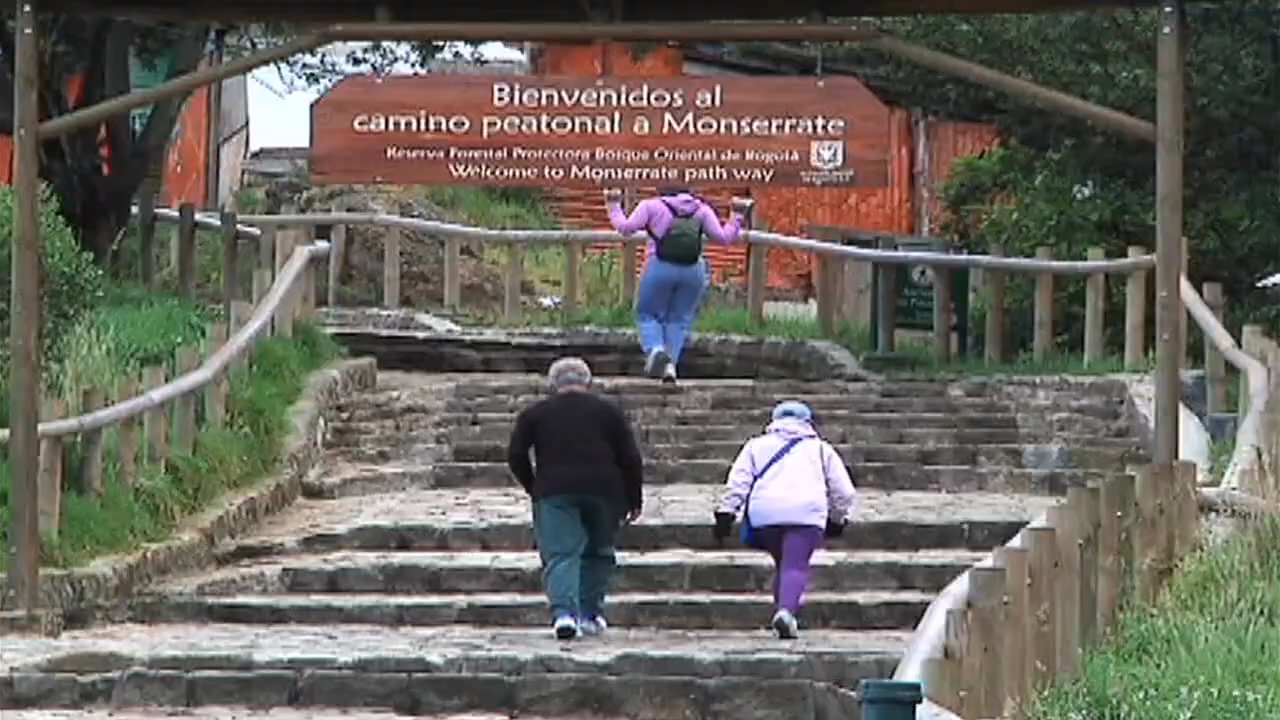 Bienvenidos al
camino peatonal a Monserrate
Reserva Forestal Protectora Bosque Oriental de Bogotá
Welcome to Monserrate path way